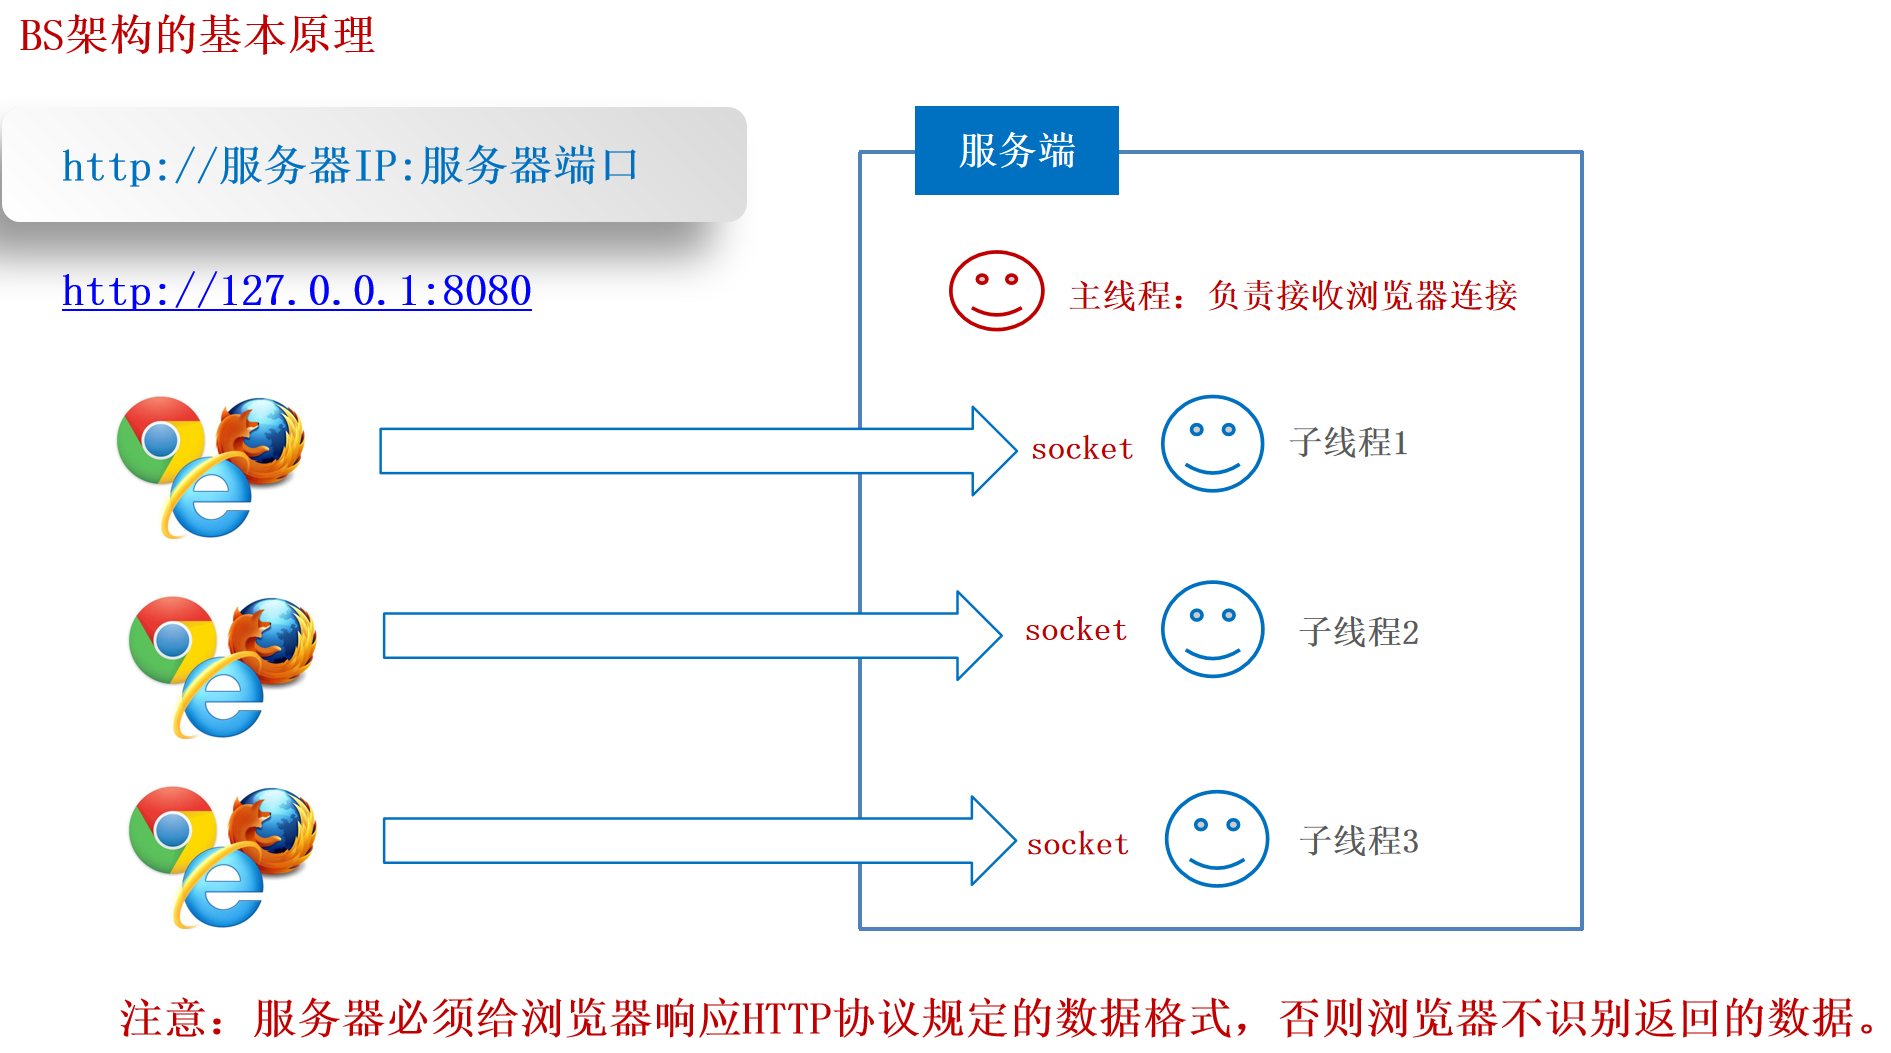 BS架构的基本原理
http://服务器IP:服务器端口
服务端
http://127.0.0.1:8080
主线程：负责接收浏览器连接
socket
子线程1
socket
子线程2
socket
子线程3
注意：服务器必须给浏览器响应HTTP协议规定的数据格式，否则浏览器不识别返回的数据。